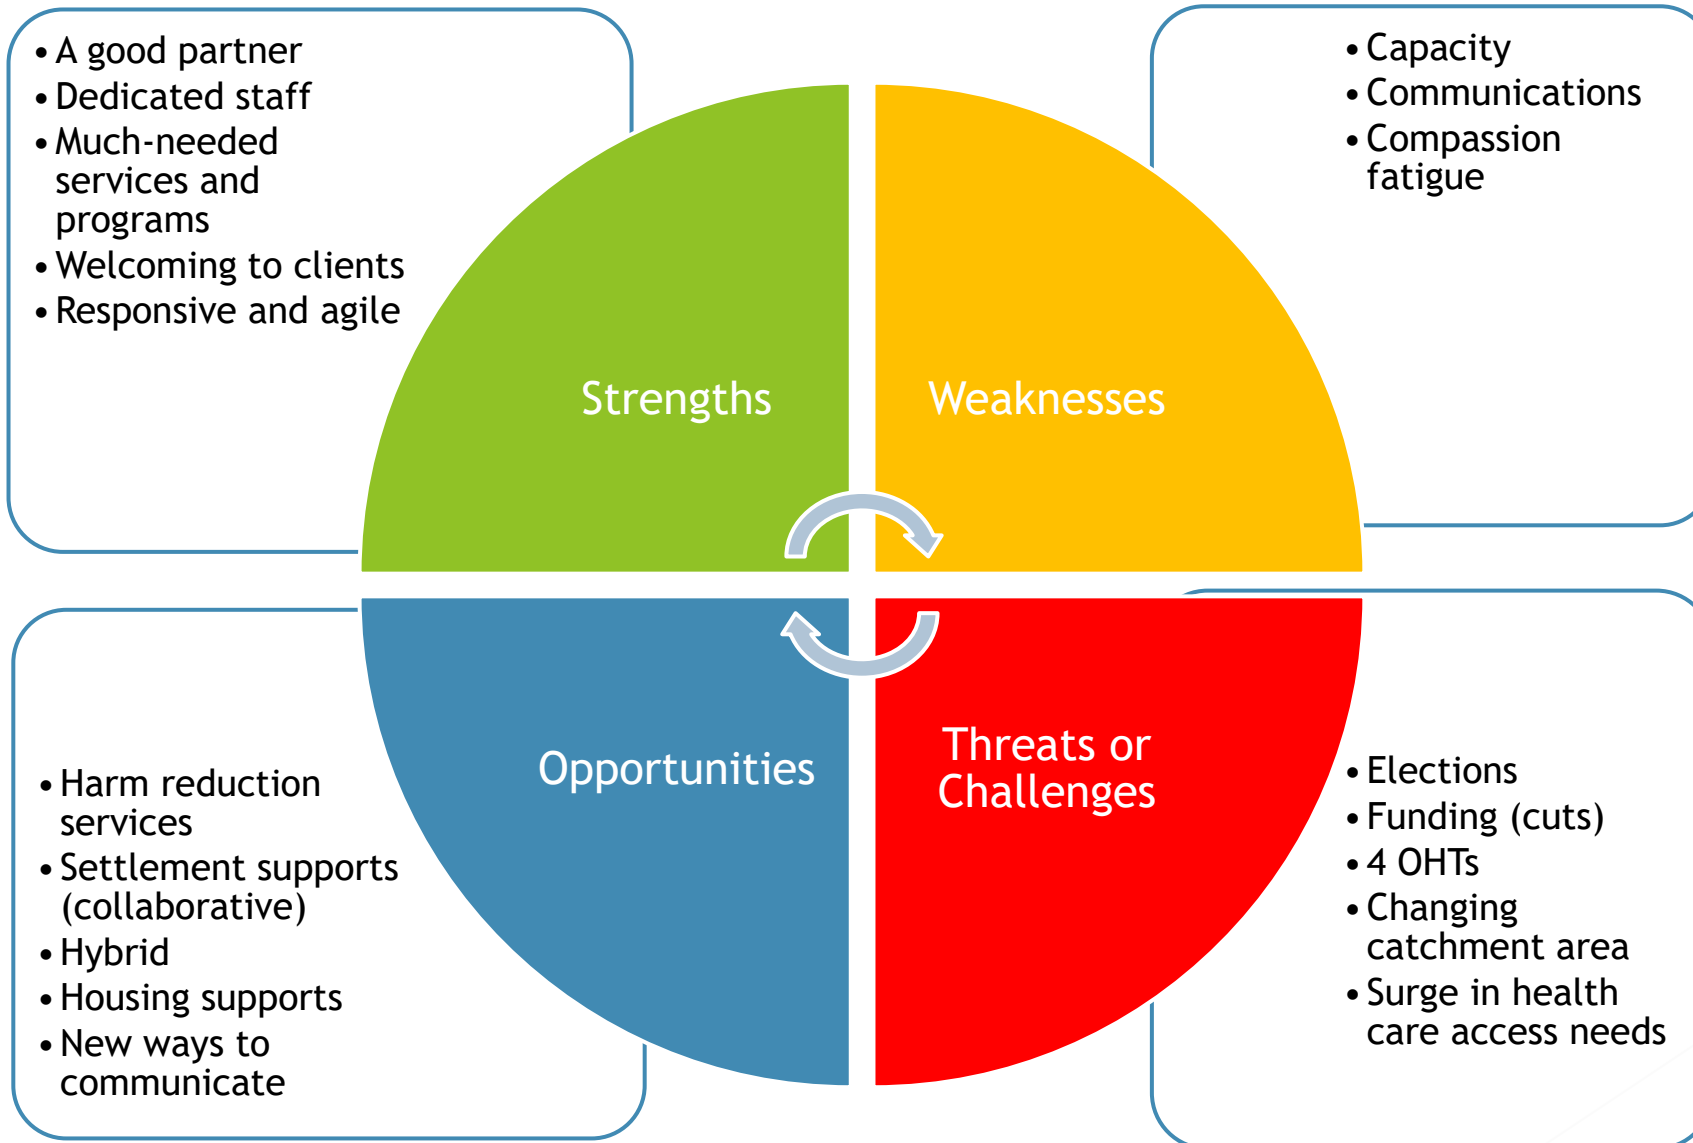 • A good partner
• Dedicated staff
• Much-needed
services and
programs
• Welcoming to clients
• Responsive and agile
Strengths
• Capacity
• Communications
• Compassion
fatigue
Weaknesses
• Harm reduction
services
• Settlement supports
(collaborative)
• Hybrid
• Housing supports
• New ways to
communicate
Opportunities
Threats or
Challenges
• Elections
• Funding (cuts)
• 4 OHTs
• Changing
catchment area
• Surge in health
care access needs